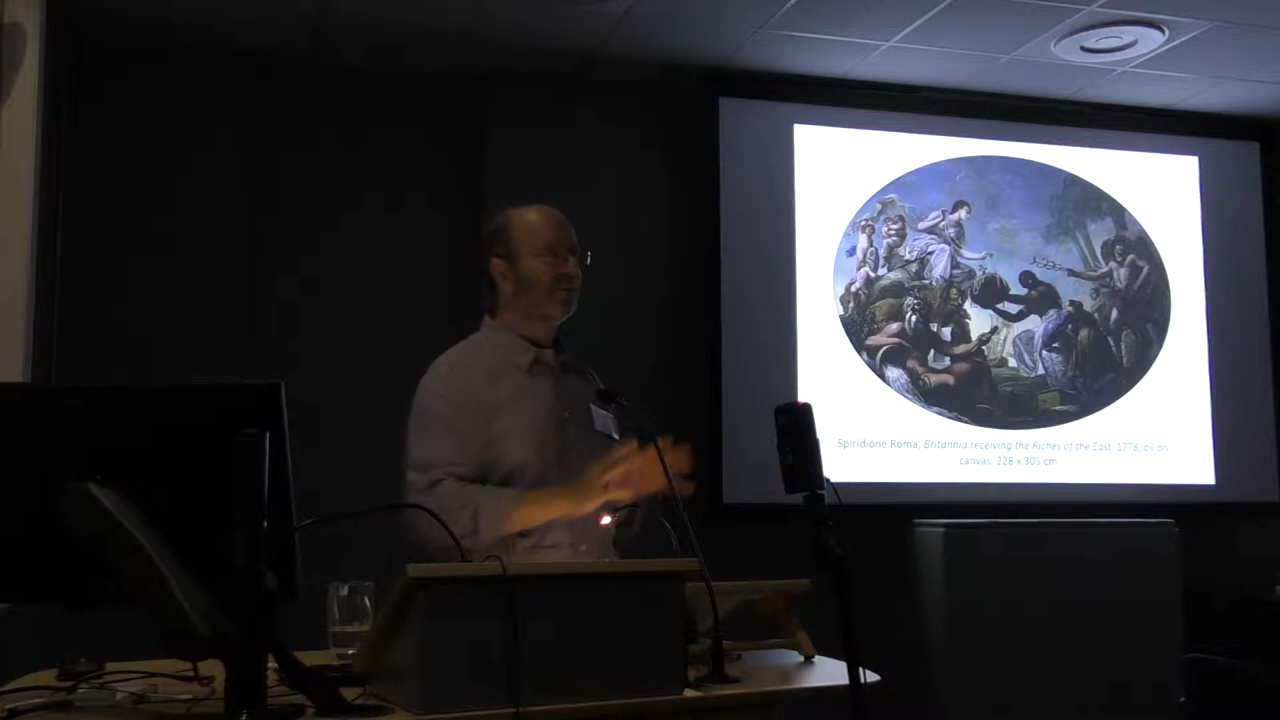 Spiridione Roma, Britannia receiving the Riches of the East, 1778, oil on
canvas, 228 x 305 cm